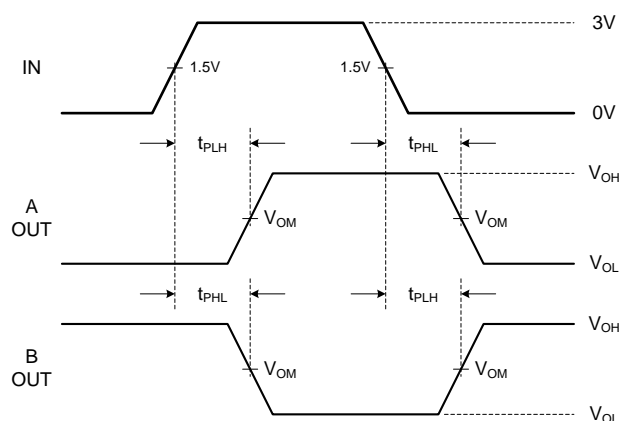 3V
IN
1.5V
1.5V
0V
tPLH
tPHL
VOH
A
OUT
VOM
VOM
VOL
tPHL
tPLH
VOH
B
OUT
VOM
VOM
VOL